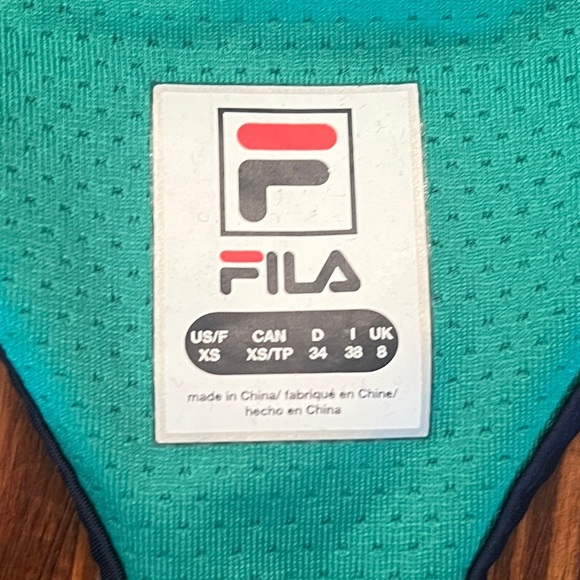 F
FILA
US/F CAN D I UK
XS XS/TP 34 38 8
made in China/ fabriqué en Chine/
hecho en China